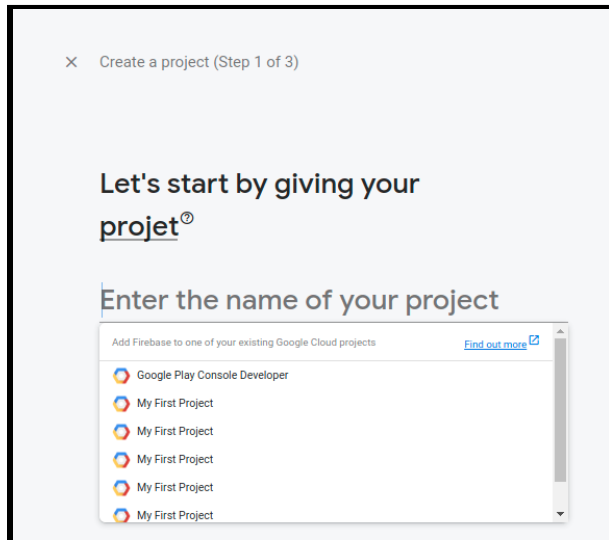 Create a project (Step 1 of 3)
Let's start by giving your
projet
Enter the name of your project
Add Firebase to one of your existing Google Cloud projects Find out more
Google Play Console Developer
My First Project
My First Project
My First Project
My First Project
My First Project